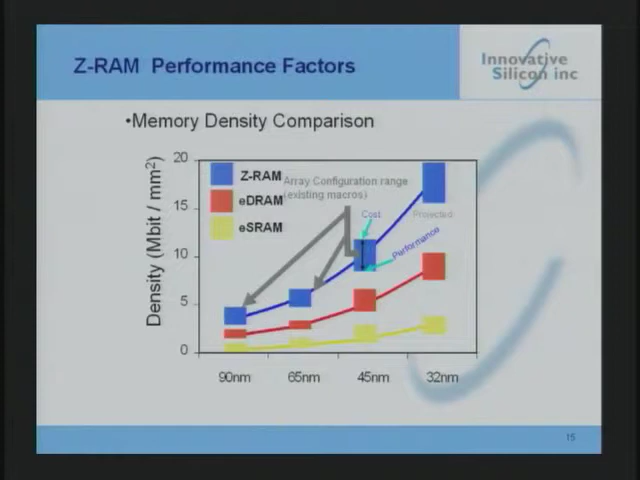 Z-RAM Performance Factors
Innovative
Silicon inc
•Memory Density Comparison
Density (Mbit / mm²)
20
15
10
5
0
Z-RAM
eDRAM
eSRAM
Array Configuration range
(existing macros)
Cost
Projected
Performance
90nm
65nm
45nm
32nm
15